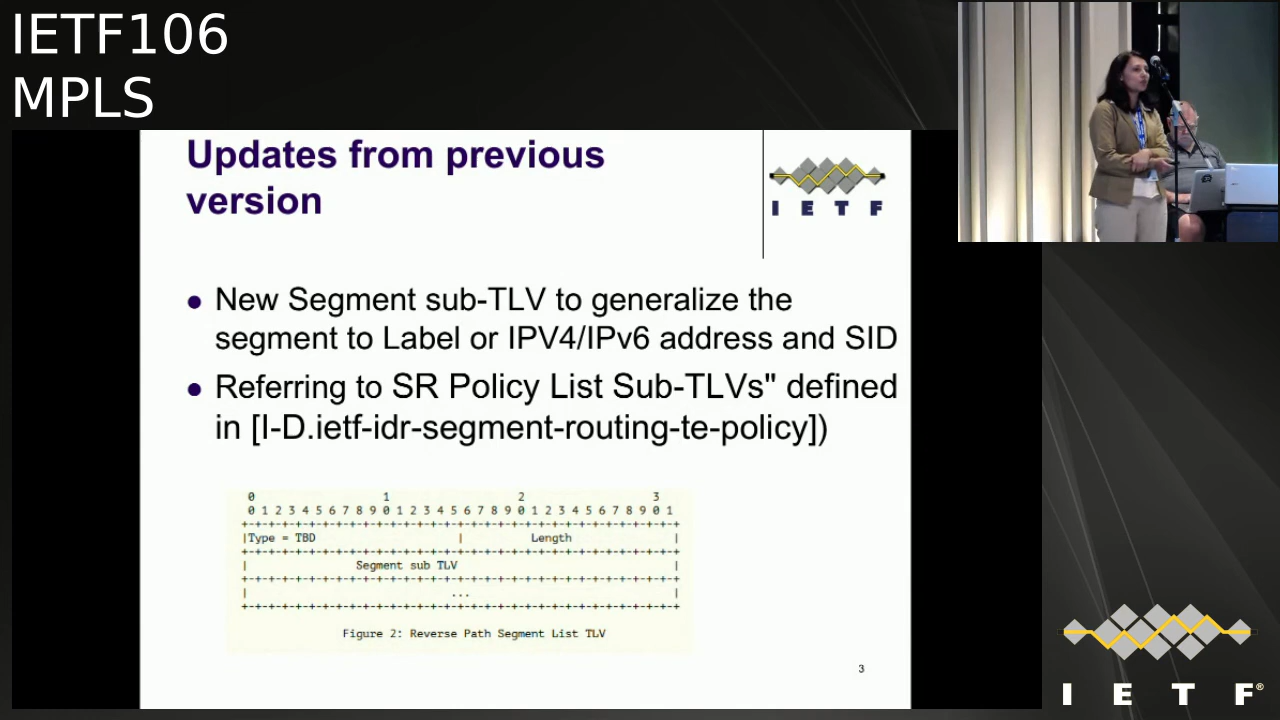 IETF106
MPLS
Updates from previous
version
I E T F
● New Segment sub-TLV to generalize the
segment to Label or IPV4/IPv6 address and SID
● Referring to SR Policy List Sub-TLVs" defined
in [I-D.ietf-idr-segment-routing-te-policy])
0 1 2 3
0 1 2 3 4 5 6 7 8 9 0 1 2 3 4 5 6 7 8 9 0 1 2 3 4 5 6 7 8 9 0 1
+-+-+-+-+-+-+-+-+-+-+-+-+-+-+-+-+-+-+-+-+-+-+-+-+-+-+-+-+-+-+-+-+
|Type = TBD | Length |
+-+-+-+-+-+-+-+-+-+-+-+-+-+-+-+-+-+-+-+-+-+-+-+-+-+-+-+-+-+-+-+-+
| Segment sub TLV |
+-+-+-+-+-+-+-+-+-+-+-+-+-+-+-+-+-+-+-+-+-+-+-+-+-+-+-+-+-+-+-+-+
| ... |
+-+-+-+-+-+-+-+-+-+-+-+-+-+-+-+-+-+-+-+-+-+-+-+-+-+-+-+-+-+-+-+-+
Figure 2: Reverse Path Segment List TLV
3
I E T F®